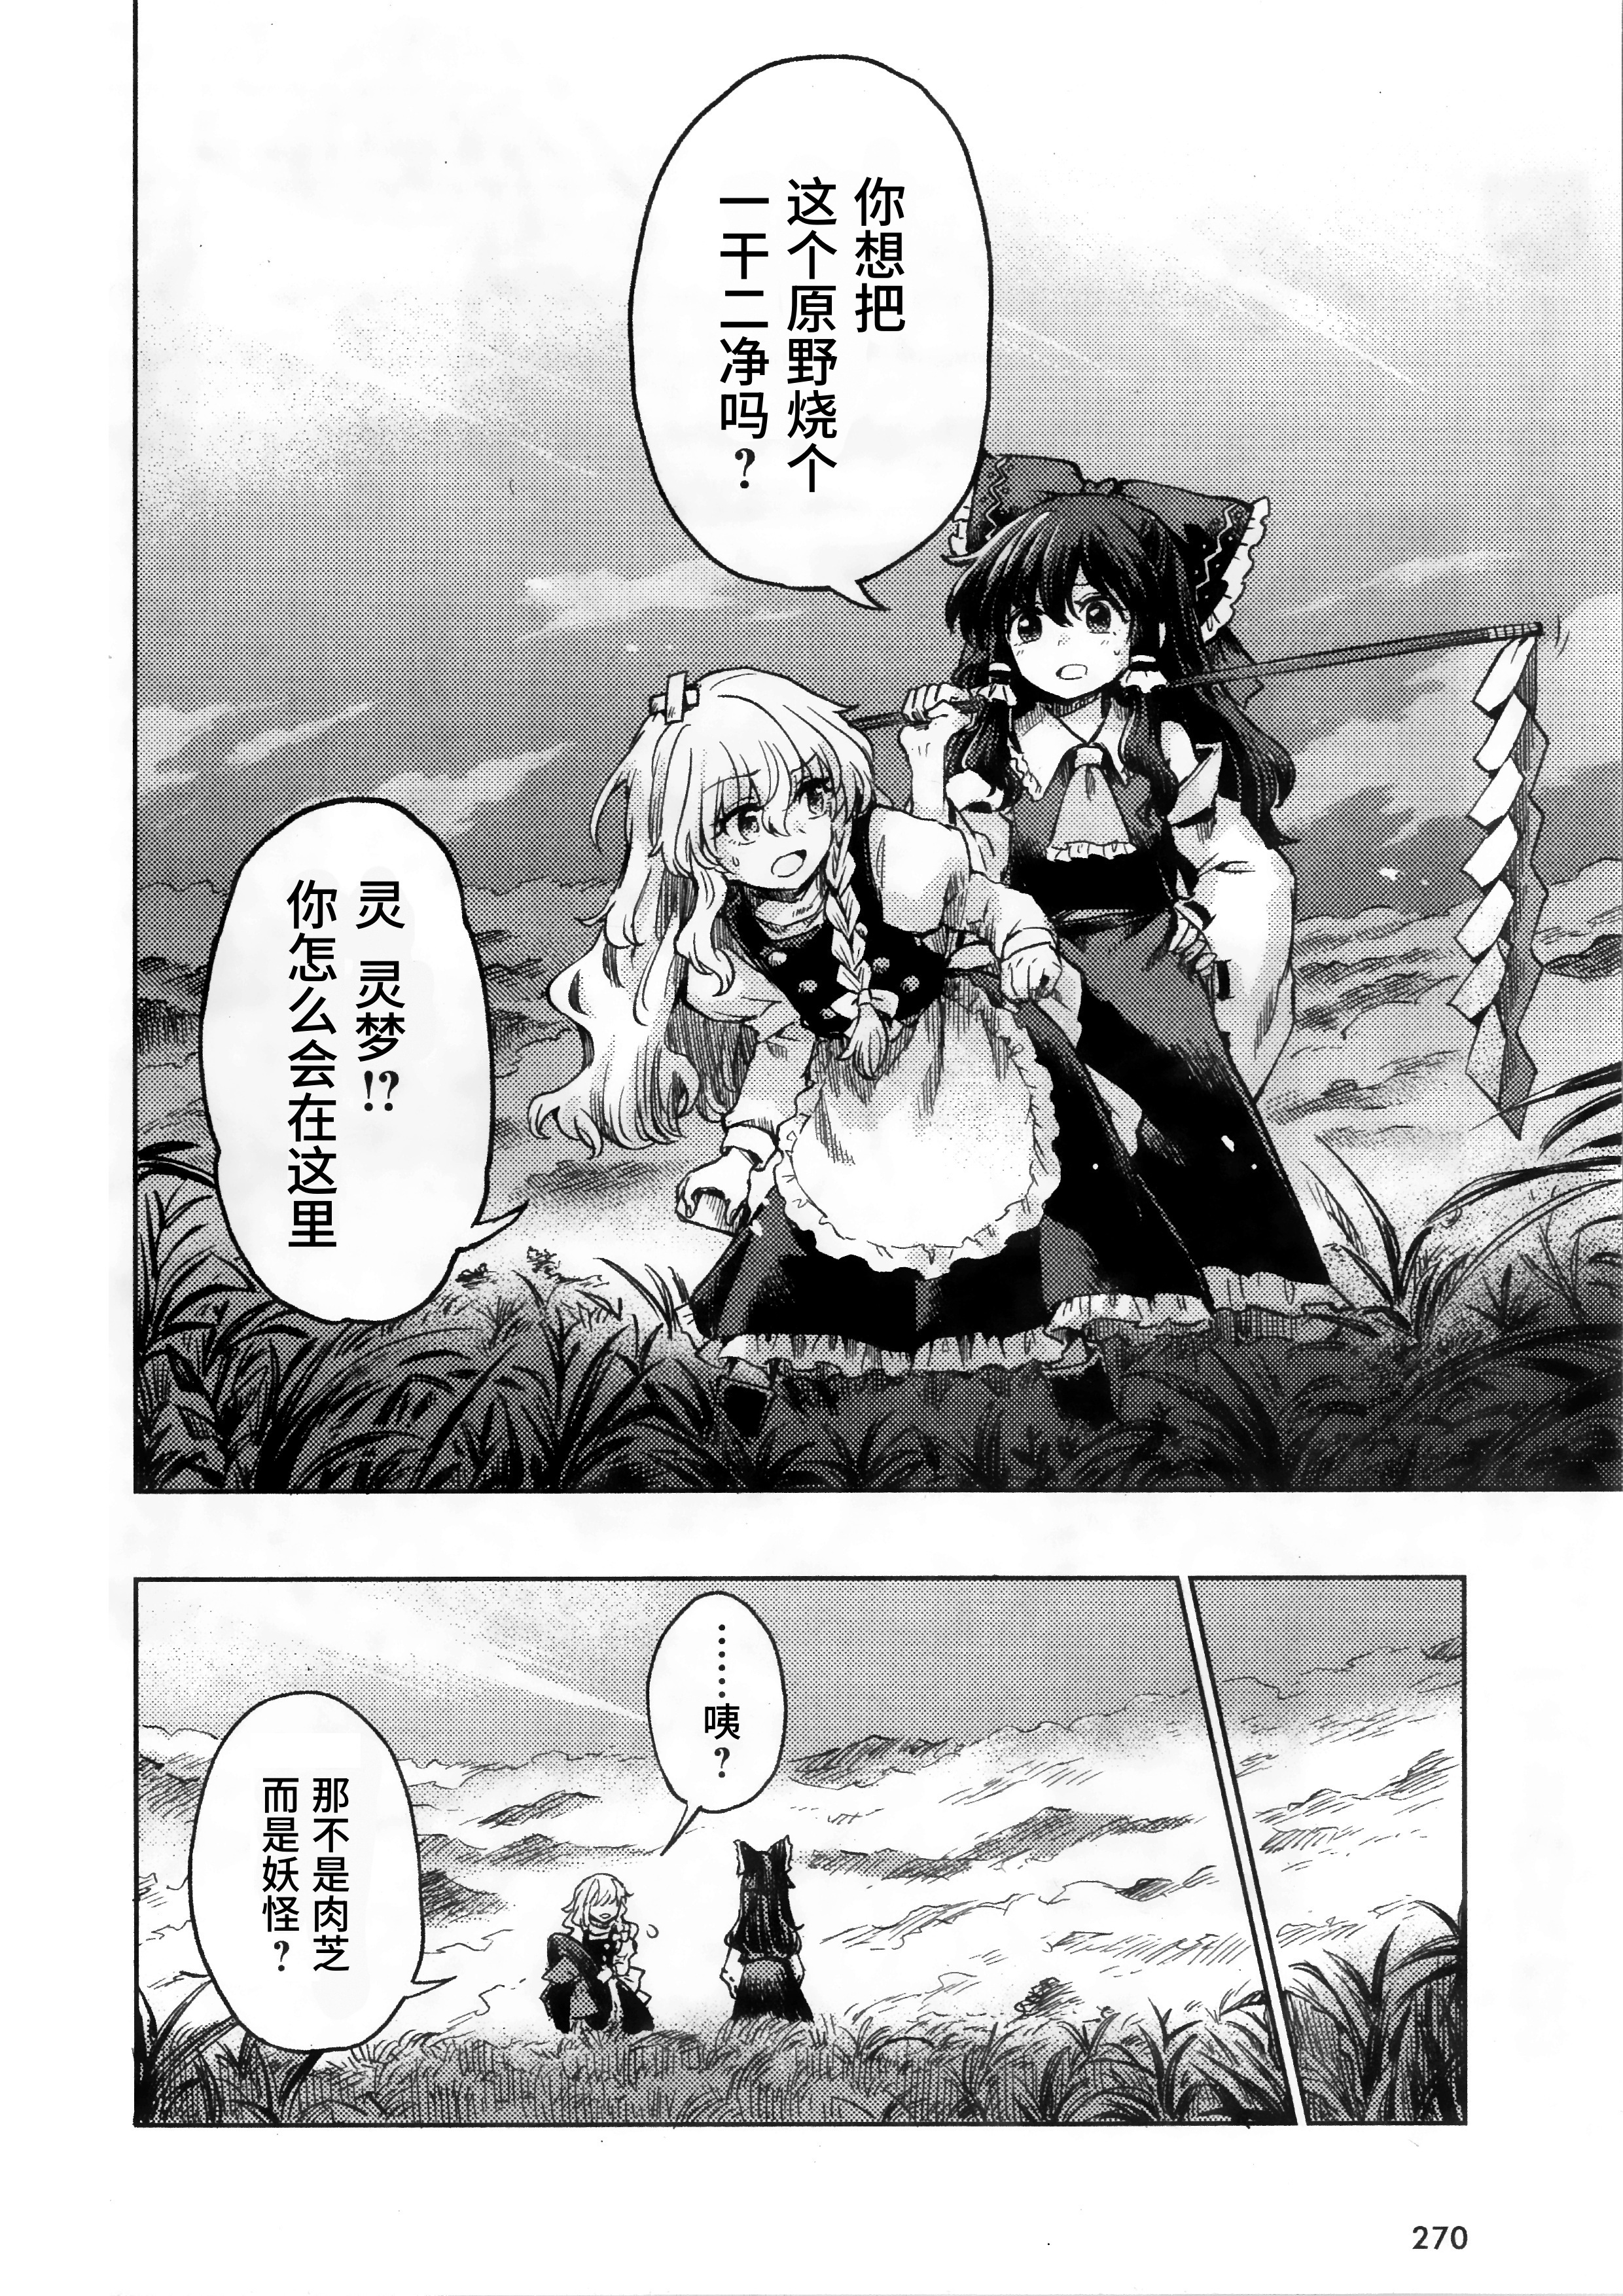 你想把
这个原野烧个
一干二净吗？
灵 灵梦!?
你怎么会在这里
………咦？
那不是肉芝
而是妖怪？
270